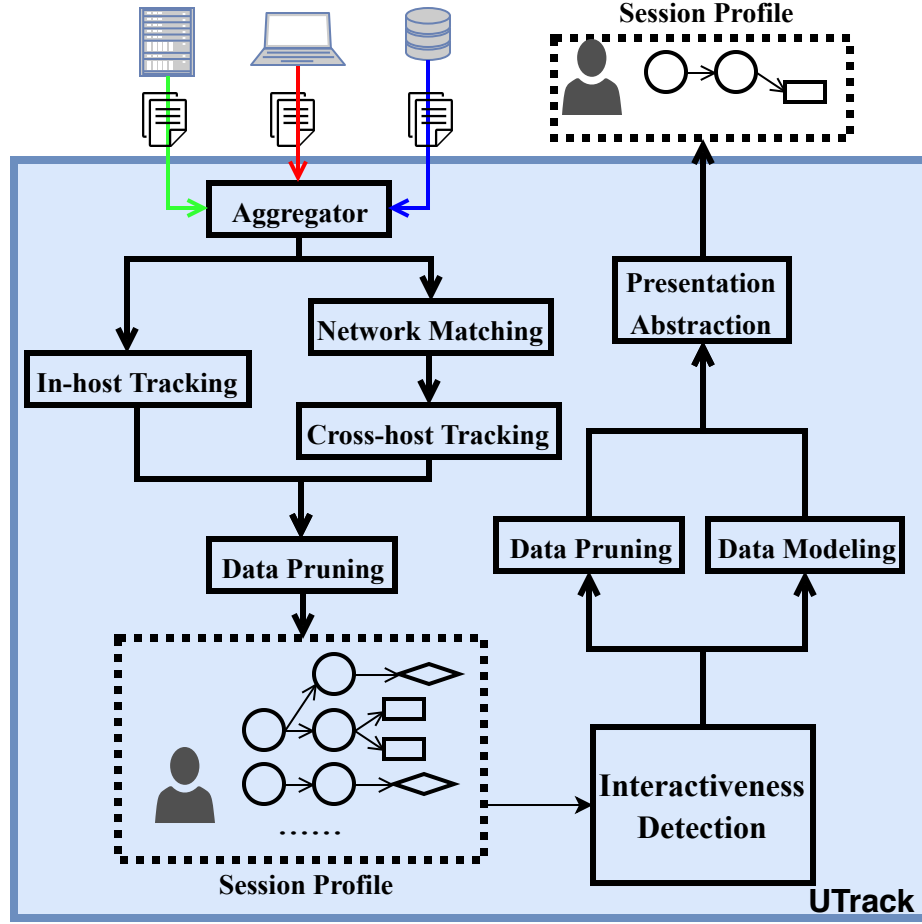 Session Profile
Aggregator
Presentation
Abstraction
Network Matching
In-host Tracking
Cross-host Tracking
Data Pruning
Data Modeling
Data Pruning
Interactiveness
Detection
......
Session Profile
UTrack